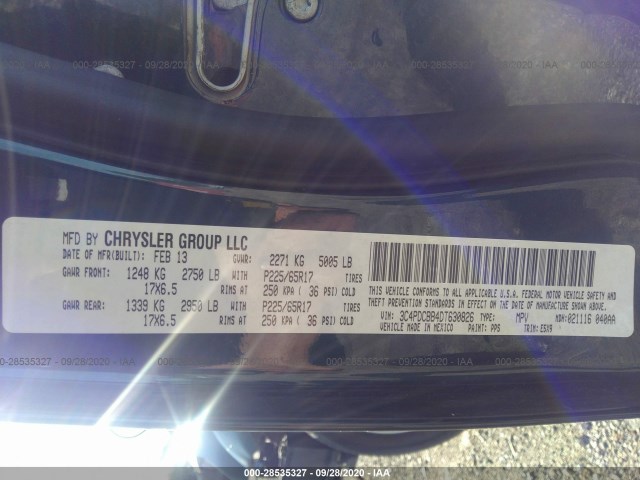 000-28535327 - 09/28/2020 - IAA
MFD BY CHRYSLER GROUP LLC
DATE OF MFR(BUILT): FEB 13 GVWR: 2271 KG 5005 LB
GAWR FRONT: 1248 KG 2750 LB WITH P225/65R17 TIRES
17X6.5 RIMS AT 250 KPA ( 36 PSI) COLD
GAWR REAR: 1339 KG 2950 LB WITH P225/65R17 TIRES
17X6.5 RIMS AT 250 KPA ( 36 PSI) COLD
THIS VEHICLE CONFORMS TO ALL APPLICABLE U.S.A. FEDERAL MOTOR VEHICLE SAFETY AND
THEFT PREVENTION STANDARDS IN EFFECT ON THE DATE OF MANUFACTURE SHOWN ABOVE.
VIN: 3C4PDCBB4DT630826 TYPE: MPV MDH: 021116 040AA
VEHICLE MADE IN MEXICO PAINT: PPS TRIM: E5X9
000-28535327 - 09/28/2020 - IAA